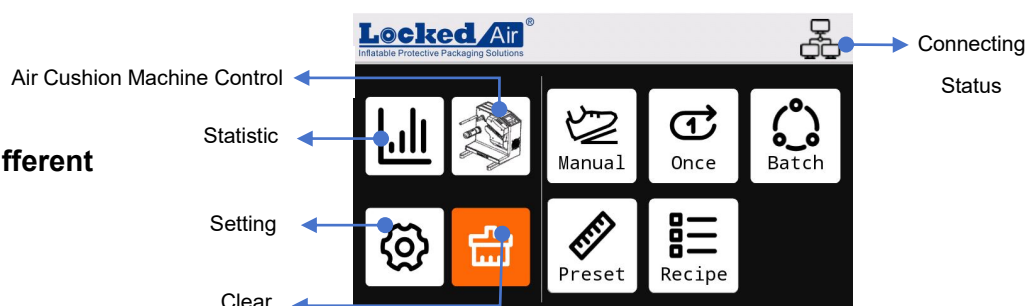 Locked Air®
Inflatable Protective Packaging Solutions
Connecting
Status
Air Cushion Machine Control
Statistic
fferent
Setting
Clear
Manual
1
Once
Batch
Preset
Recipe